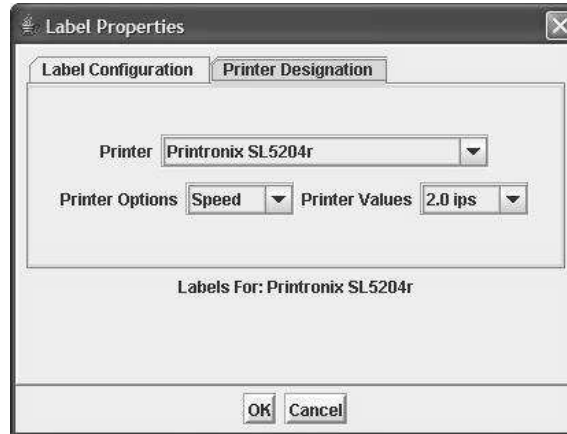 Label Properties
Label Configuration Printer Designation
Printer Printronix SL5204r
Printer Options Speed Printer Values 2.0 ips
Labels For: Printronix SL5204r
OK Cancel